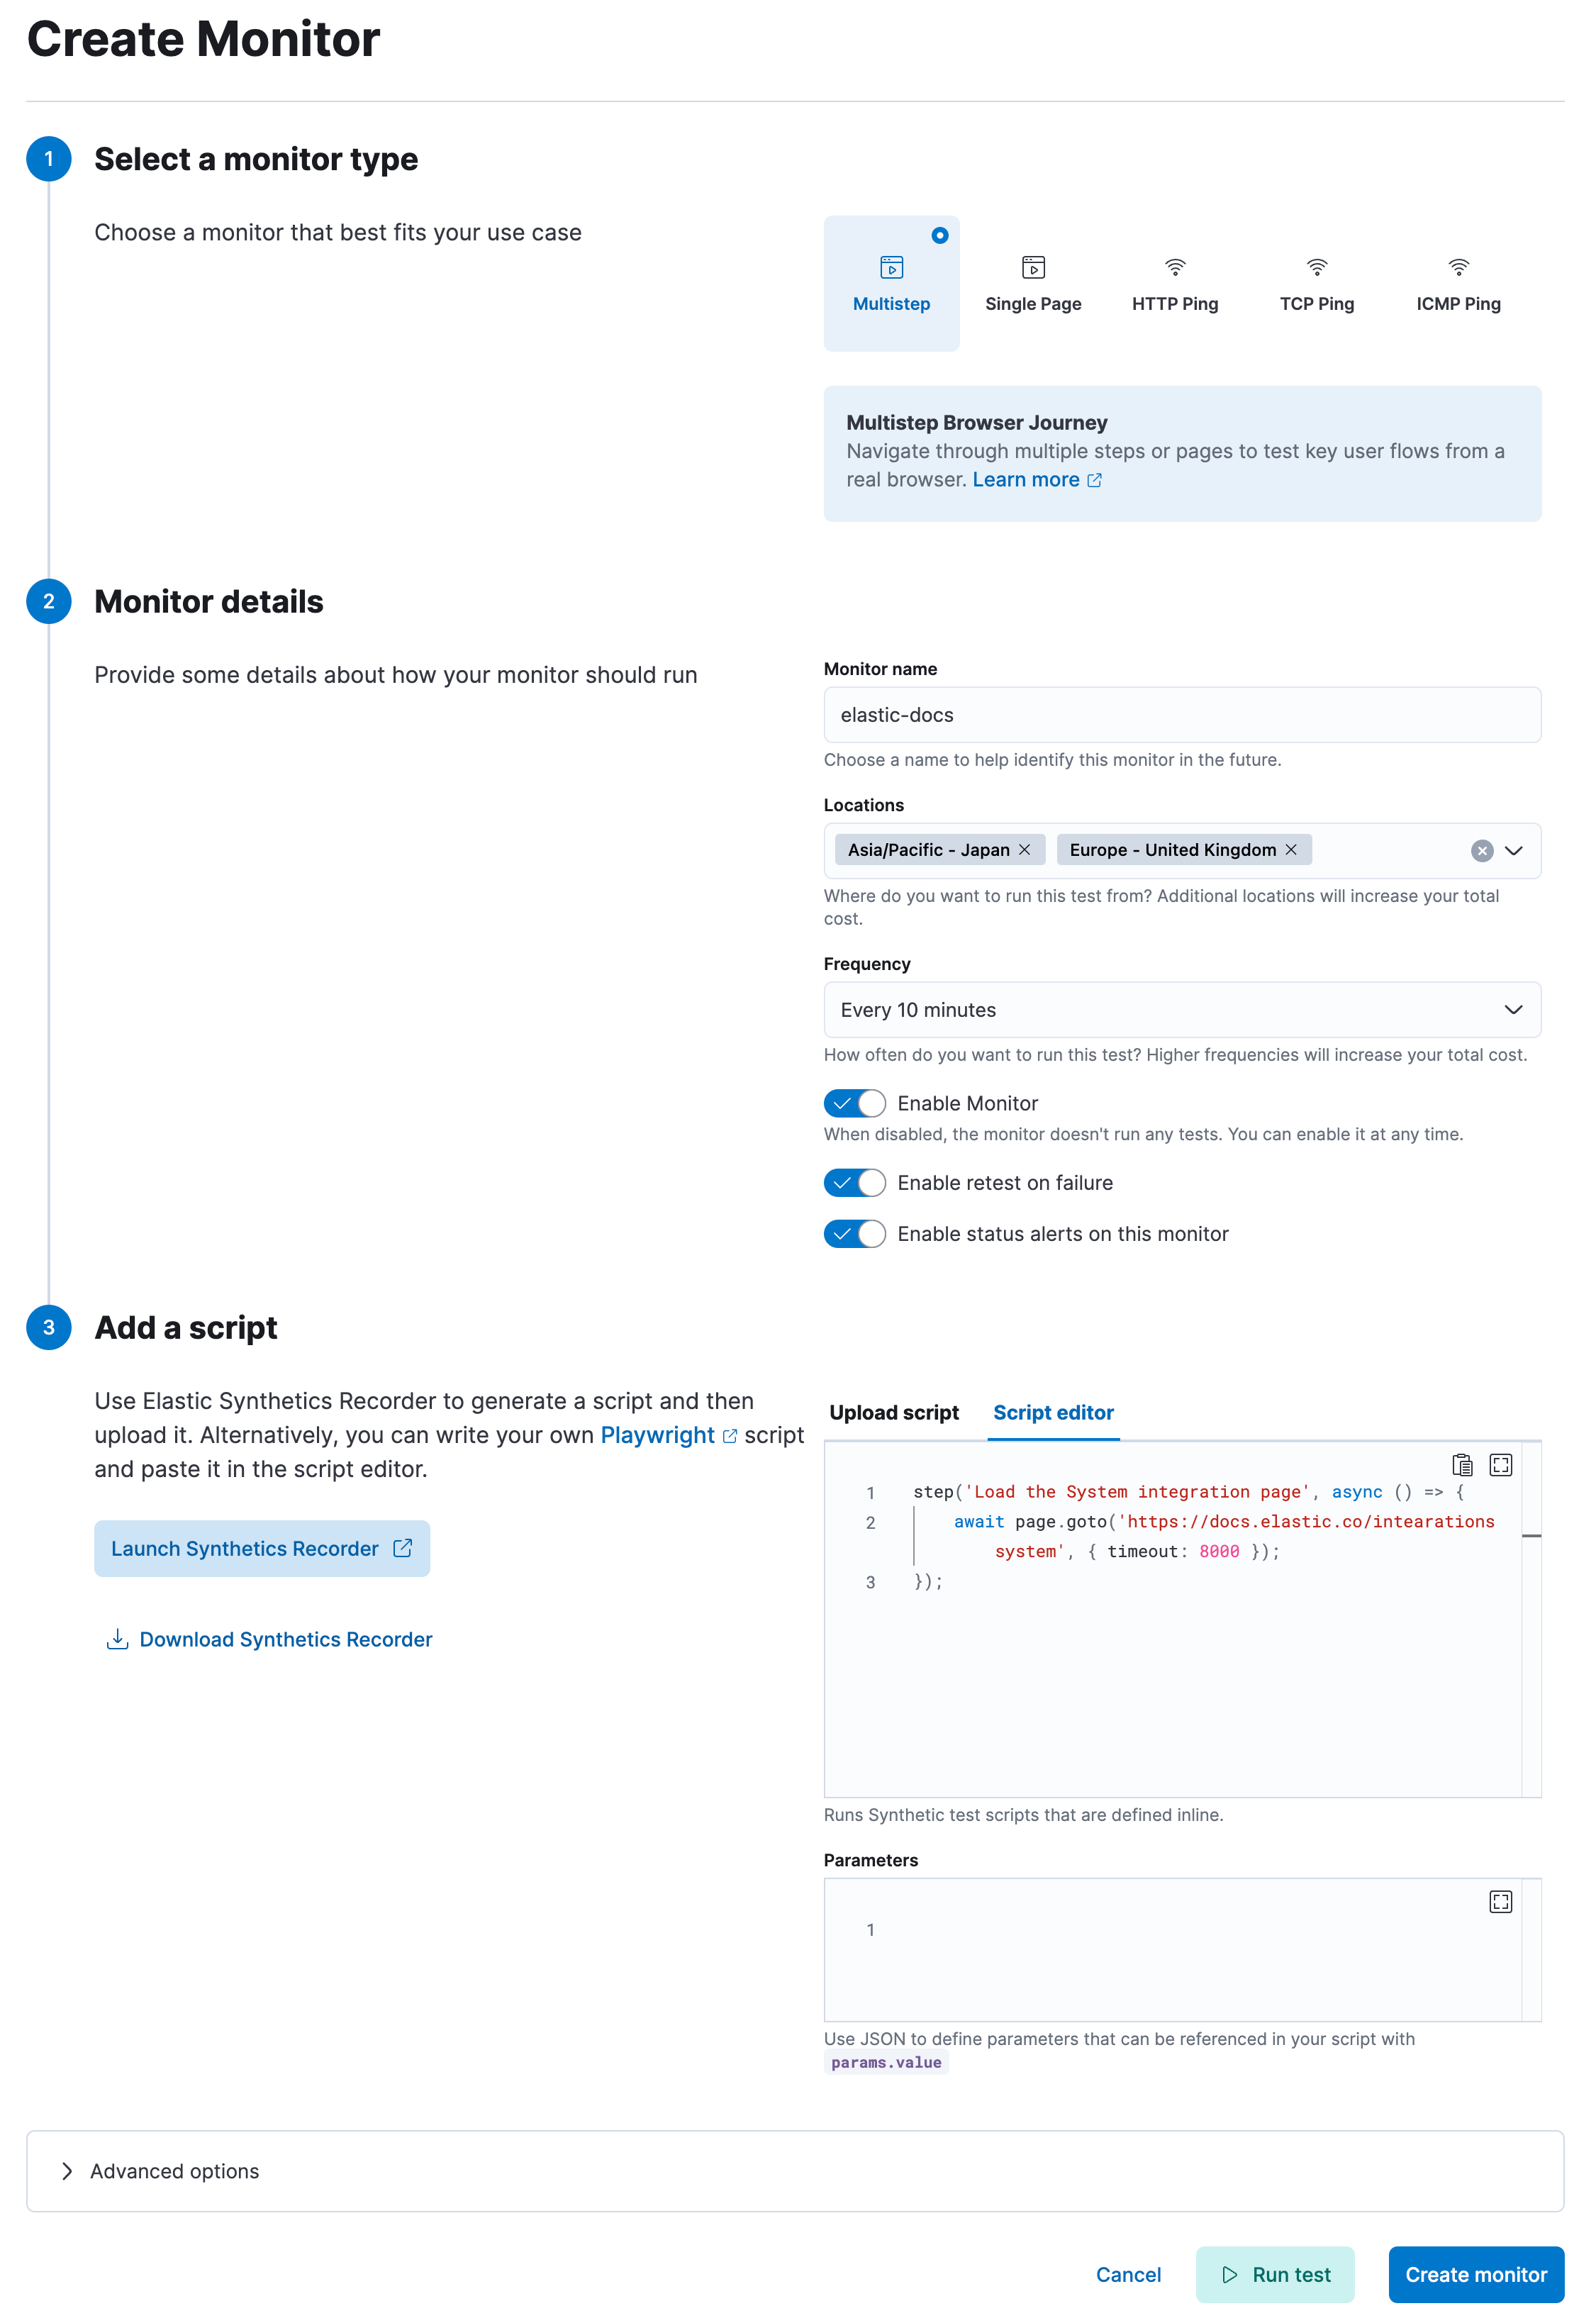 Create Monitor
1
Select a monitor type
Choose a monitor that best fits your use case
Multistep
Single Page
HTTP Ping
TCP Ping
ICMP Ping
Multistep Browser Journey
Navigate through multiple steps or pages to test key user flows from a
real browser. Learn more
2
Monitor details
Provide some details about how your monitor should run
Monitor name
elastic-docs
Choose a name to help identify this monitor in the future.
Locations
Asia/Pacific - Japan
Europe - United Kingdom
Where do you want to run this test from? Additional locations will increase your total
cost.
Frequency
Every 10 minutes
How often do you want to run this test? Higher frequencies will increase your total cost.
Enable Monitor
When disabled, the monitor doesn't run any tests. You can enable it at any time.
Enable retest on failure
Enable status alerts on this monitor
3
Add a script
Use Elastic Synthetics Recorder to generate a script and then
upload it. Alternatively, you can write your own Playwright script
and paste it in the script editor.
Launch Synthetics Recorder
Download Synthetics Recorder
Upload script
Script editor
1 step('Load the System integration page', async () => {
2 await page.goto('https://docs.elastic.co/intearations
system', { timeout: 8000 });
3 });
Runs Synthetic test scripts that are defined inline.
Parameters
1
Use JSON to define parameters that can be referenced in your script with
params.value
Advanced options
Cancel
Run test
Create monitor